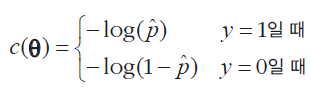 c(θ) = { −log(p̂)  y = 1일 때
−log(1 − p̂)  y = 0일 때